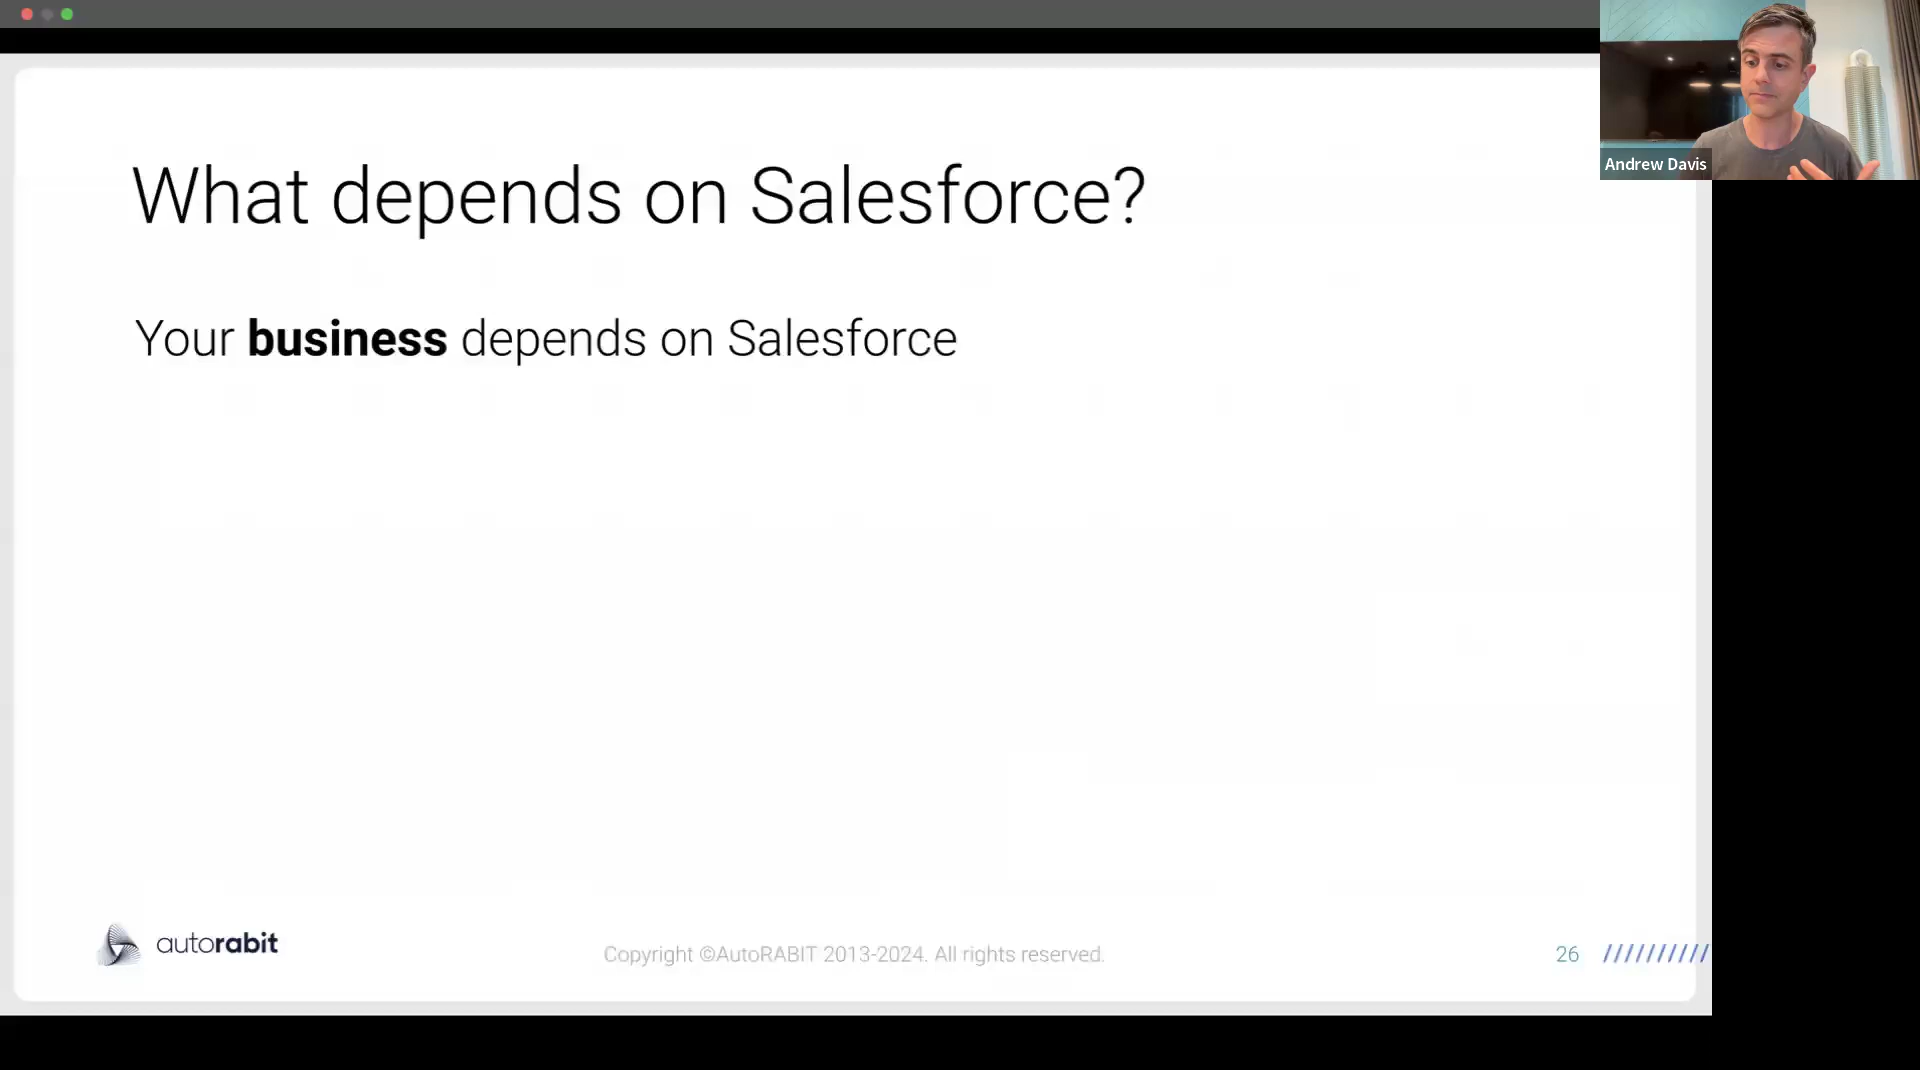 Andrew Davis
What depends on Salesforce?
Your business depends on Salesforce
autorabit
Copyright ©AutoRABIT 2013-2024. All rights reserved.
26